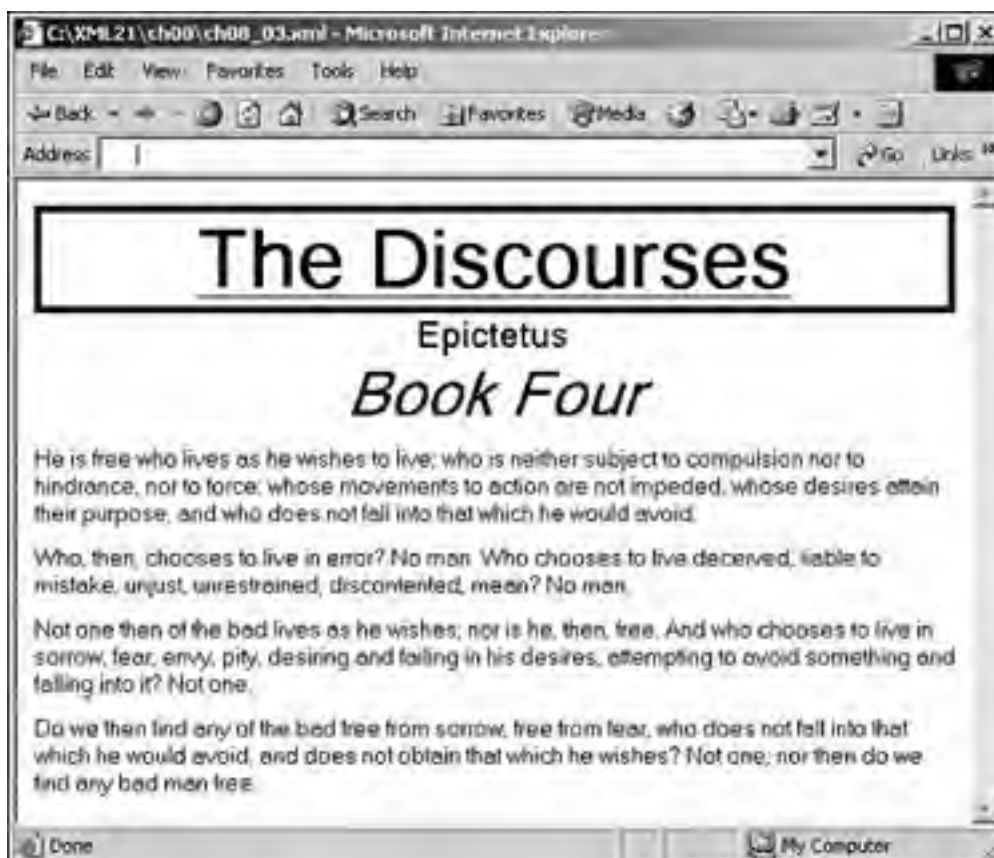 C:\XML21\ch08\ch08_03.xml - Microsoft Internet Explorer
File Edit View Favorites Tools Help
Back Search Favorites Media
Address Go Links »
The Discourses
Epictetus
Book Four
He is free who lives as he wishes to live; who is neither subject to compulsion nor to
hindrance, nor to force; whose movements to action are not impeded, whose desires attain
their purpose, and who does not fall into that which he would avoid.
Who, then, chooses to live in error? No man. Who chooses to live deceived, liable to
mistake, unjust, unrestrained, discontented, mean? No man.
Not one then of the bad lives as he wishes; nor is he, then, free. And who chooses to live in
sorrow, fear, envy, pity, desiring and failing in his desires, attempting to avoid something and
falling into it? Not one.
Do we then find any of the bad free from sorrow, free from fear, who does not fall into that
which he would avoid, and does not obtain that which he wishes? Not one; nor then do we
find any bad man free.
Done My Computer